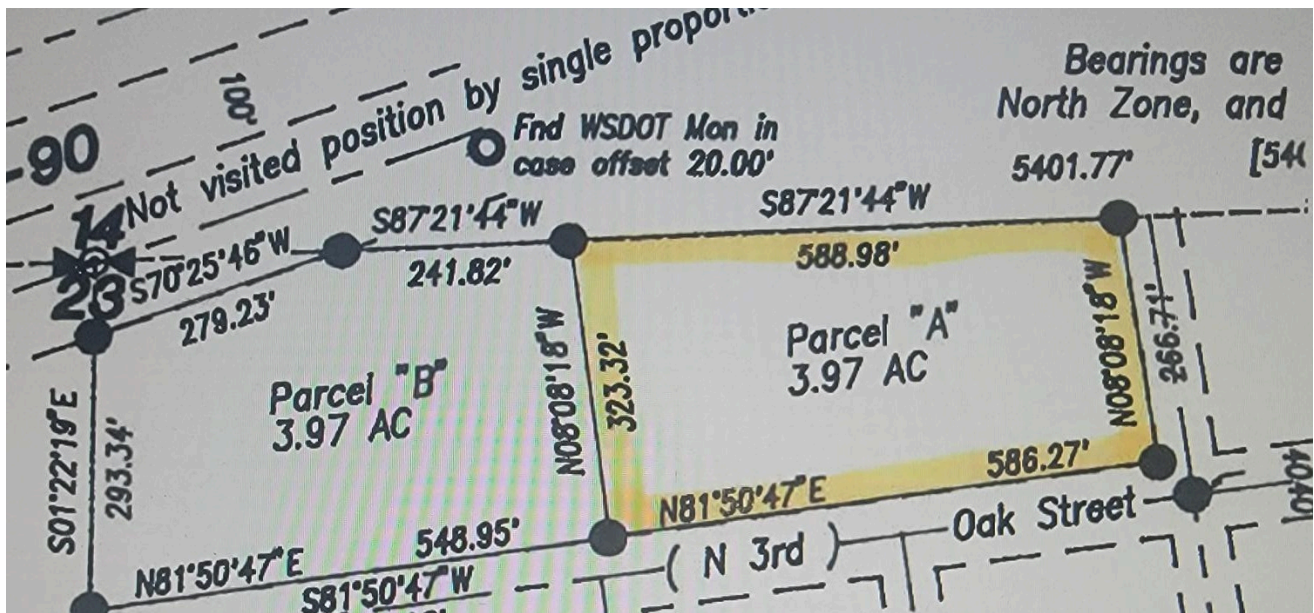 Not visited position by single
Bearings are
North Zone, and
5401.77'
-90
14
23
Fnd WSDOT Mon in
case offset 20.00'
S87°21'44"W
588.98'
S87°21'44"W
241.82'
S70°25'46"W
279.23'
Parcel "B"
3.97 AC
Parcel "A"
3.97 AC
N08°08'18"W
323.32'
N08°08'18"W
266.71'
S01°22'19"E
293.34'
N81°50'47"E
586.27'
N81°50'47"E
548.95'
S81°50'47"W
( N 3rd )
Oak Street